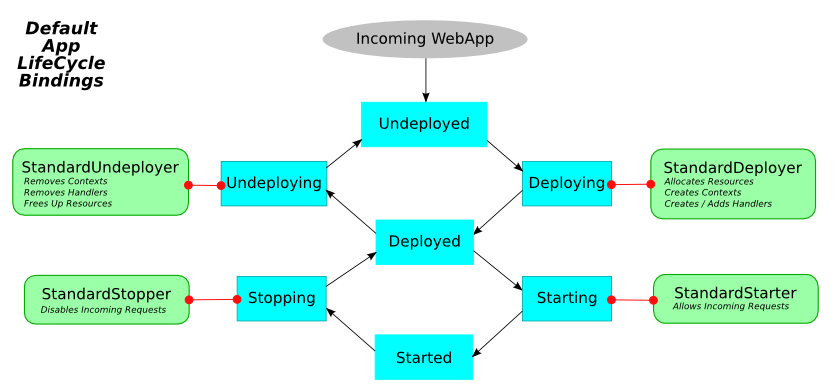 Default
App
LifeCycle
Bindings
Incoming WebApp
Undeployed
StandardUndeployer
Removes Contexts
Removes Handlers
Frees Up Resources
Undeploying
Deploying
StandardDeployer
Allocates Resources
Creates Contexts
Creates / Adds Handlers
Deployed
StandardStopper
Disables Incoming Requests
Stopping
Starting
StandardStarter
Allows Incoming Requests
Started